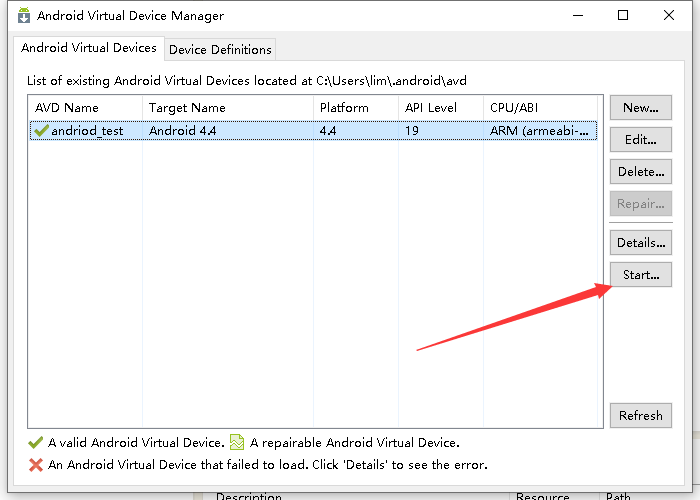 Android Virtual Device Manager
Android Virtual Devices Device Definitions
List of existing Android Virtual Devices located at C:\Users\lim\.android\avd
AVD Name Target Name Platform API Level CPU/ABI New...
andriod_test Android 4.4 4.4 19 ARM (armeabi-...
Edit...
Delete...
Repair...
Details...
Start...
Refresh
A valid Android Virtual Device. A repairable Android Virtual Device.
An Android Virtual Device that failed to load. Click 'Details' to see the error.
Description Resource Path